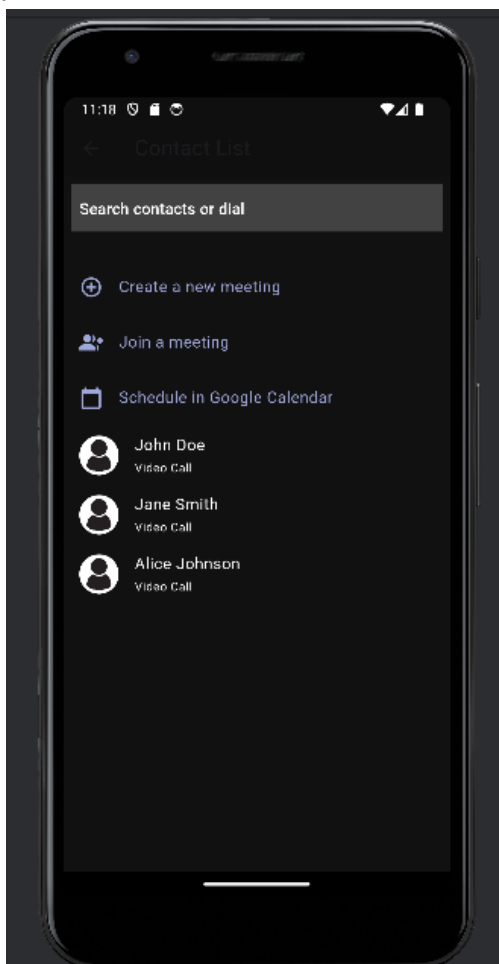 11:18
Contact List
Search contacts or dial
Create a new meeting
Join a meeting
Schedule in Google Calendar
John Doe
Video Call
Jane Smith
Video Call
Alice Johnson
Video Call